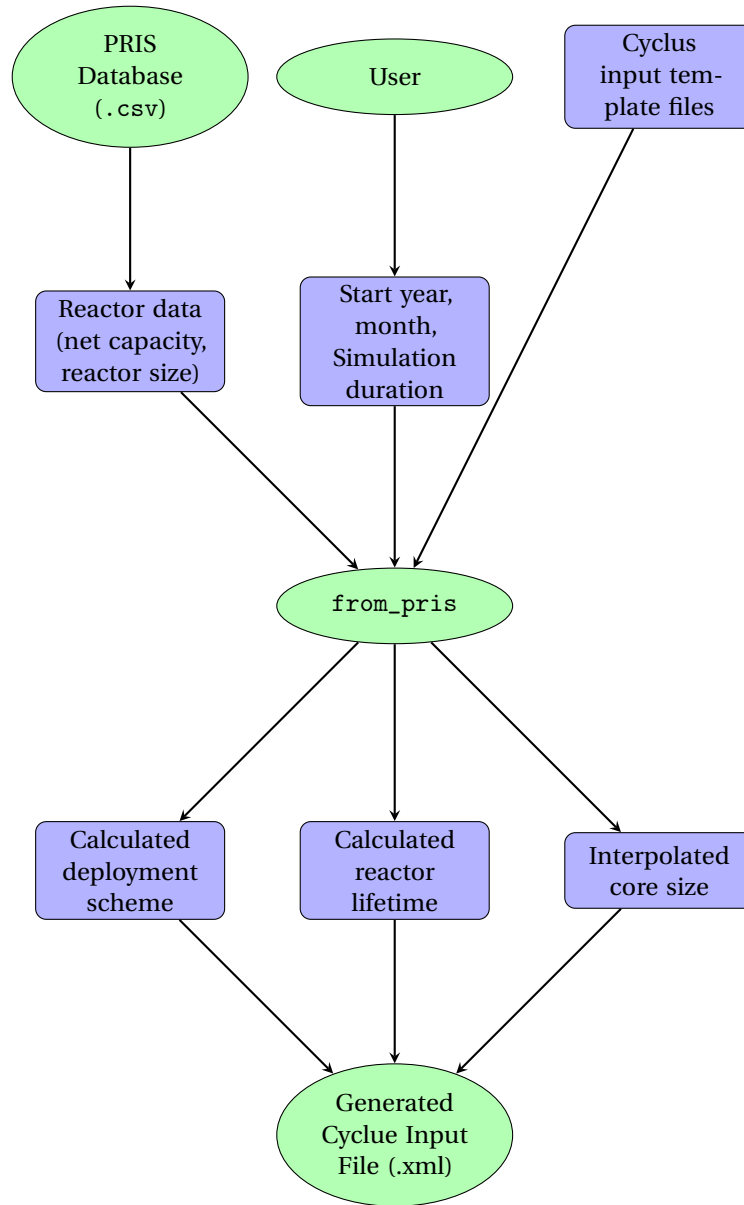 PRIS
Database
(.csv)
User
Cyclus
input tem-
plate files
Reactor data
(net capacity,
reactor size)
Start year,
month,
Simulation
duration
from_pris
Calculated
deployment
scheme
Calculated
reactor
lifetime
Interpolated
core size
Generated
Cyclue Input
File (.xml)